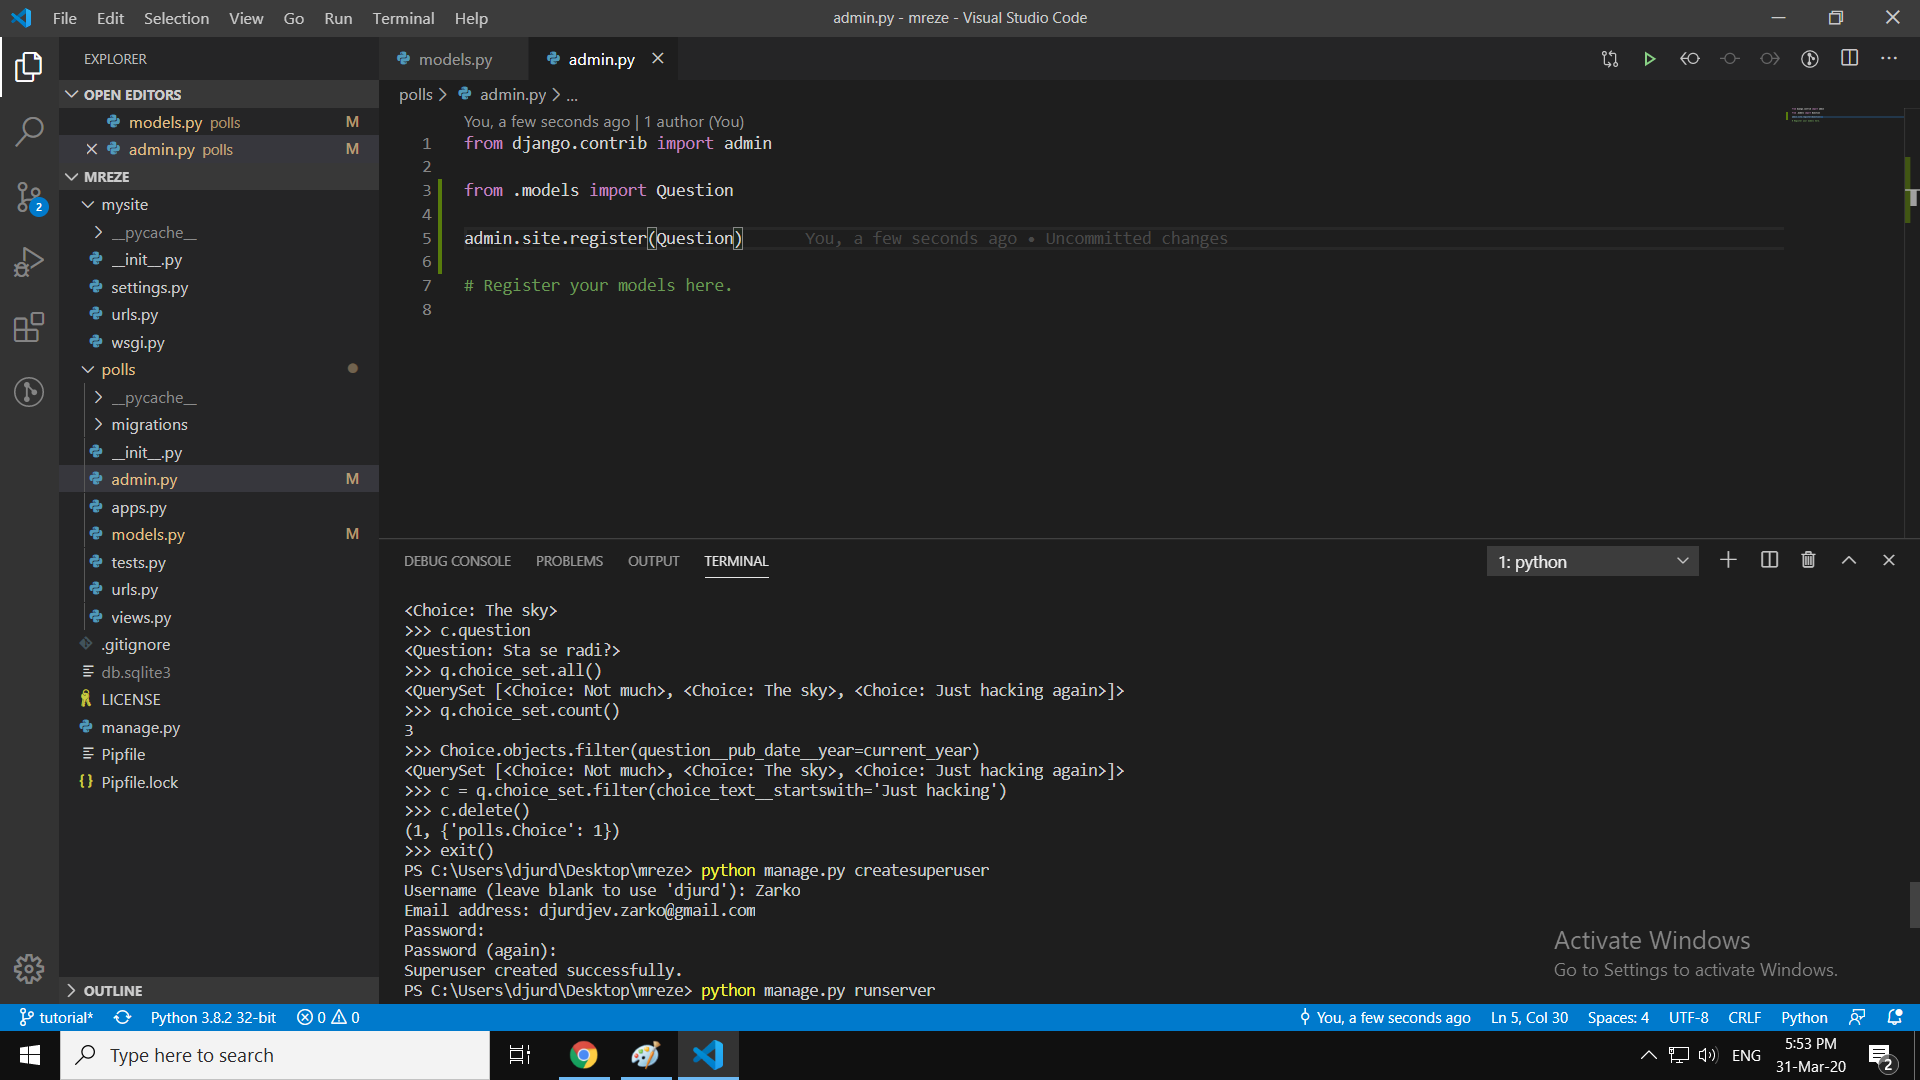 File Edit Selection View Go Run Terminal Help
admin.py - mreze - Visual Studio Code
EXPLORER
OPEN EDITORS
models.py polls M
admin.py polls M
MREZE
mysite
__pycache__
__init__.py
settings.py
urls.py
wsgi.py
polls
__pycache__
migrations
__init__.py
admin.py M
apps.py
models.py M
tests.py
urls.py
views.py
.gitignore
db.sqlite3
LICENSE
manage.py
Pipfile
Pipfile.lock
OUTLINE
2
models.py
admin.py
polls > admin.py > ...
You, a few seconds ago | 1 author (You)
1 from django.contrib import admin
2
3 from .models import Question
4
5 admin.site.register(Question) You, a few seconds ago • Uncommitted changes
6
7 # Register your models here.
8
DEBUG CONSOLE PROBLEMS OUTPUT TERMINAL
1: python
<Choice: The sky>
>>> c.question
<Question: Sta se radi?>
>>> q.choice_set.all()
<QuerySet [<Choice: Not much>, <Choice: The sky>, <Choice: Just hacking again>]>
>>> q.choice_set.count()
3
>>> Choice.objects.filter(question__pub_date__year=current_year)
<QuerySet [<Choice: Not much>, <Choice: The sky>, <Choice: Just hacking again>]>
>>> c = q.choice_set.filter(choice_text__startswith='Just hacking')
>>> c.delete()
(1, {'polls.Choice': 1})
>>> exit()
PS C:\Users\djurd\Desktop\mreze> python manage.py createsuperuser
Username (leave blank to use 'djurd'): Zarko
Email address: djurdjev.zarko@gmail.com
Password:
Password (again):
Superuser created successfully.
PS C:\Users\djurd\Desktop\mreze> python manage.py runserver
Activate Windows
Go to Settings to activate Windows.
tutorial* Python 3.8.2 32-bit 0 0
You, a few seconds ago Ln 5, Col 30 Spaces: 4 UTF-8 CRLF Python
Type here to search
ENG
5:53 PM
31-Mar-20
2